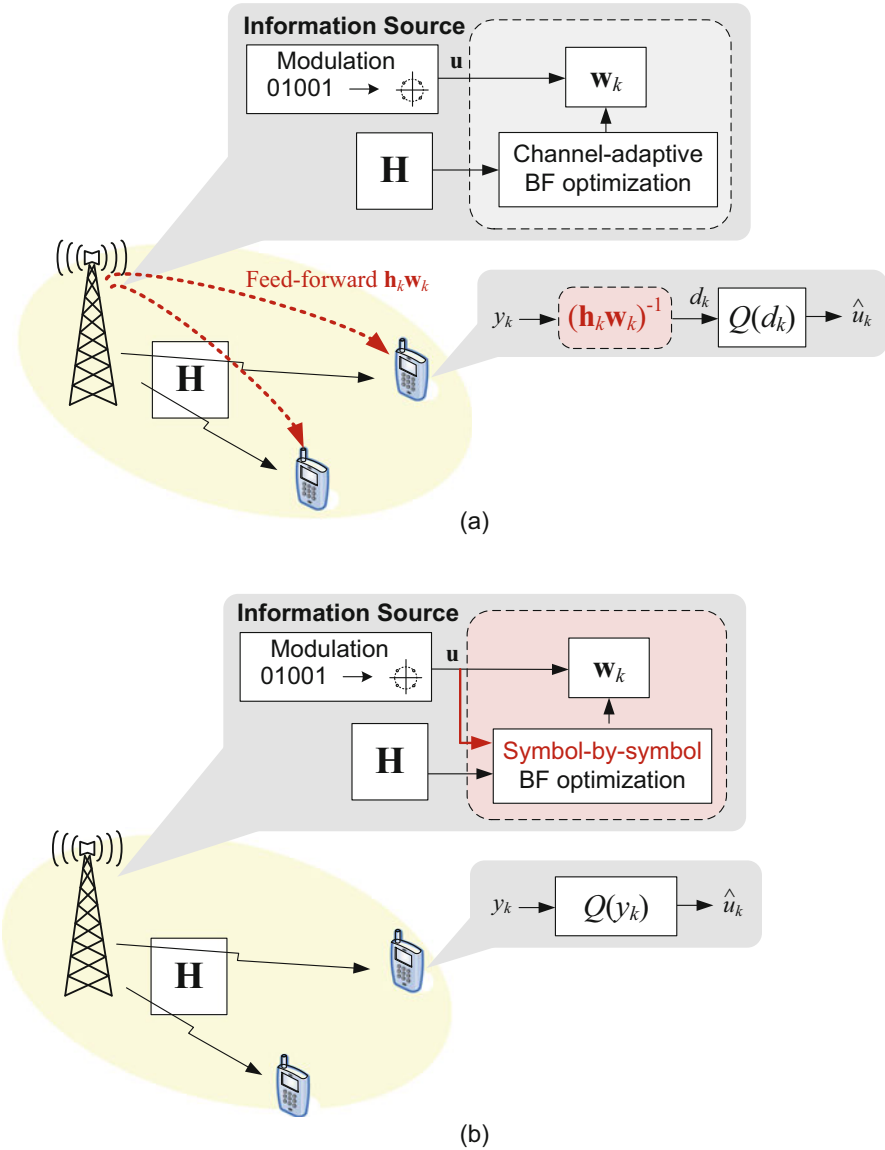 Information Source
Modulation
01001
u
w_k
H
Channel-adaptive
BF optimization
Feed-forward h_k w_k
y_k
(h_k w_k)^-1
d_k
Q(d_k)
û_k
H
(a)
Information Source
Modulation
01001
u
w_k
H
Symbol-by-symbol
BF optimization
y_k
Q(y_k)
û_k
H
(b)